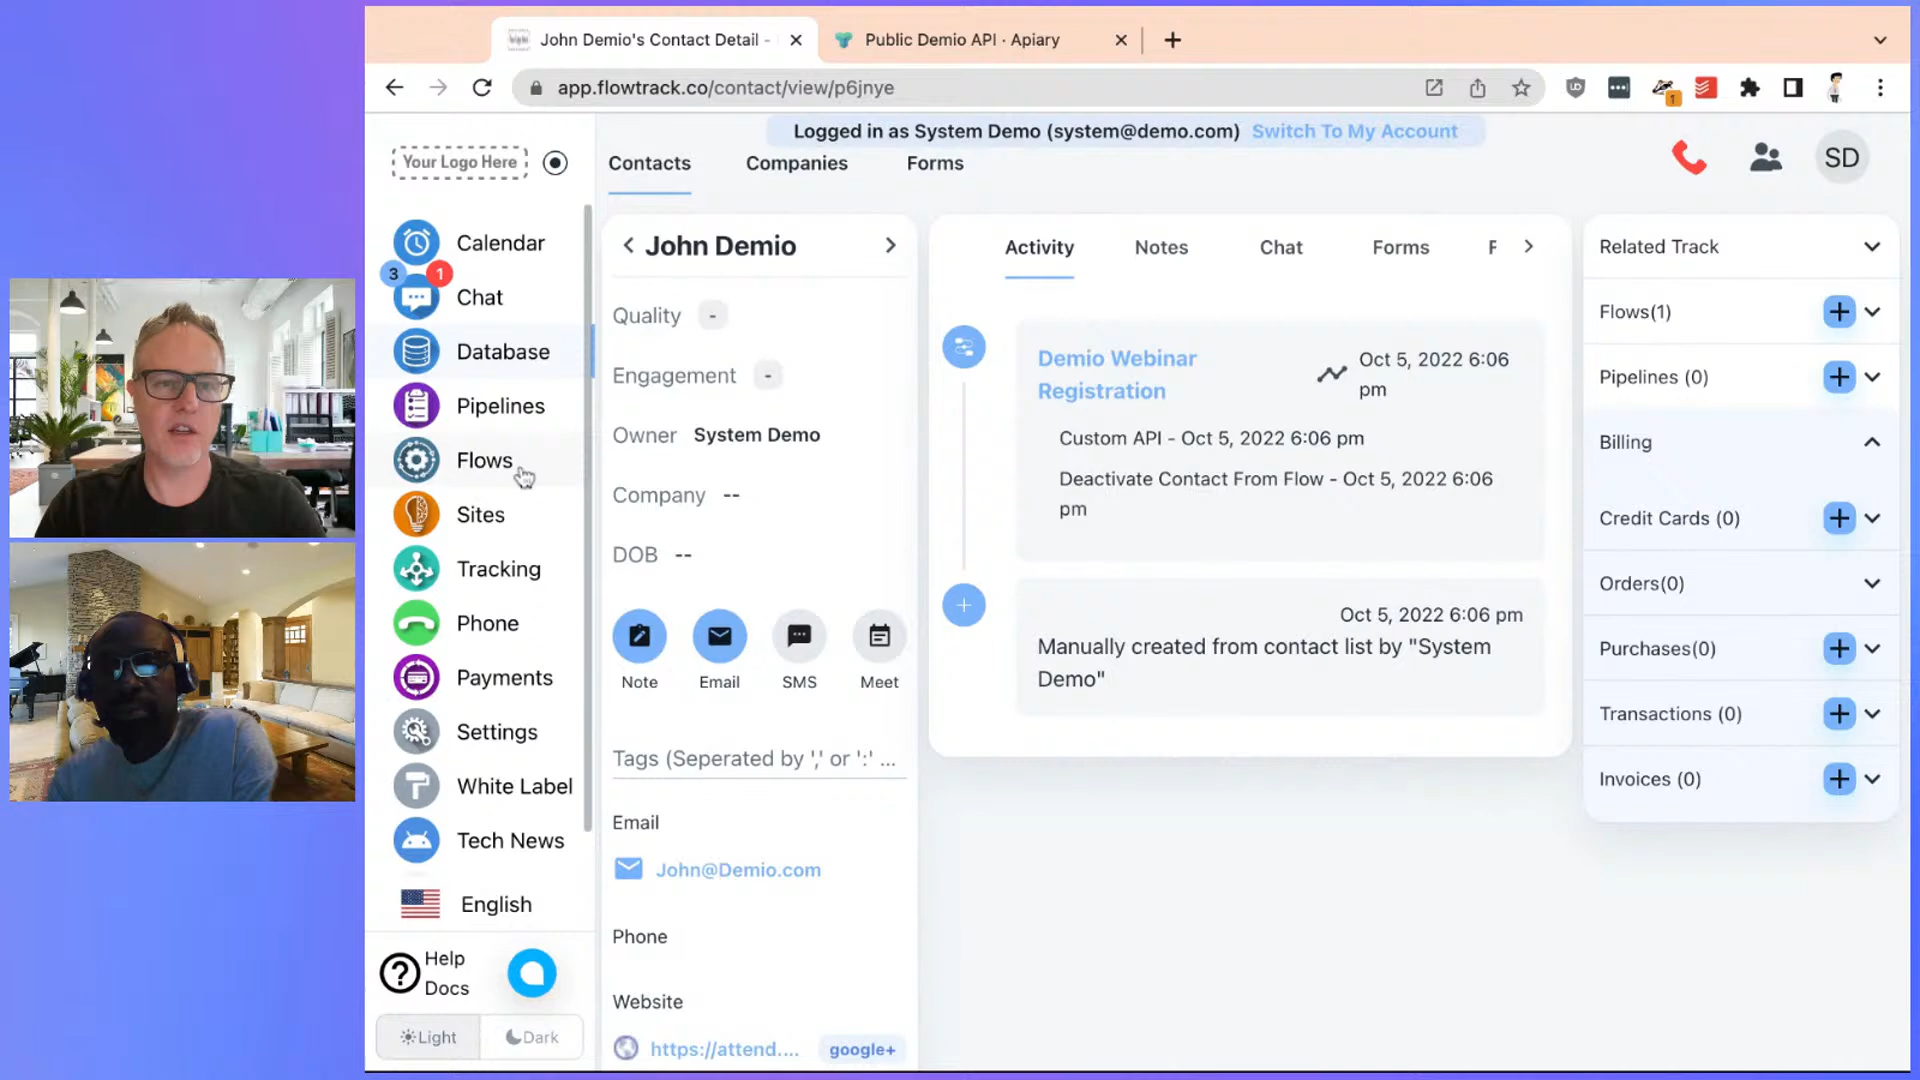 John Demio's Contact Detail -
Public Demio API · Apiary
app.flowtrack.co/contact/view/p6jnye
1
Logged in as System Demo (system@demo.com) Switch To My Account
Your Logo Here
Contacts
Companies
Forms
SD
Calendar
3
1
Chat
Database
Pipelines
Flows
Sites
Tracking
Phone
Payments
Settings
White Label
Tech News
English
Help
Docs
Light
Dark
John Demio
Quality -
Engagement -
Owner System Demo
Company --
DOB --
Note
Email
SMS
Meet
Tags (Seperated by ',' or ':' ...
Email
John@Demio.com
Phone
Website
https://attend....
google+
Activity
Notes
Chat
Forms
F
Demio Webinar
Registration
Oct 5, 2022 6:06
pm
Custom API - Oct 5, 2022 6:06 pm
Deactivate Contact From Flow - Oct 5, 2022 6:06
pm
Oct 5, 2022 6:06 pm
Manually created from contact list by "System
Demo"
Related Track
Flows(1)
Pipelines (0)
Billing
Credit Cards (0)
Orders(0)
Purchases(0)
Transactions (0)
Invoices (0)